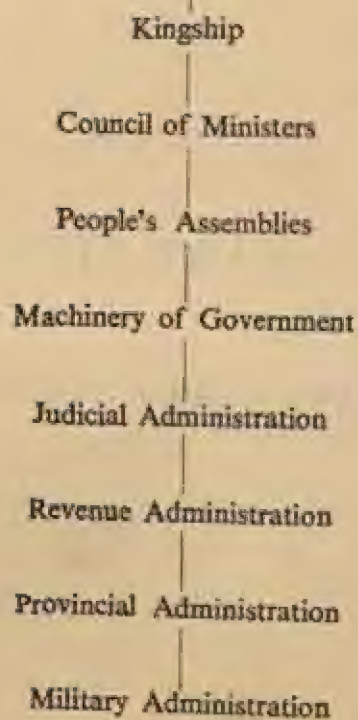 Kingship
Council of Ministers
People's Assemblies
Machinery of Government
Judicial Administration
Revenue Administration
Provincial Administration
Military Administration